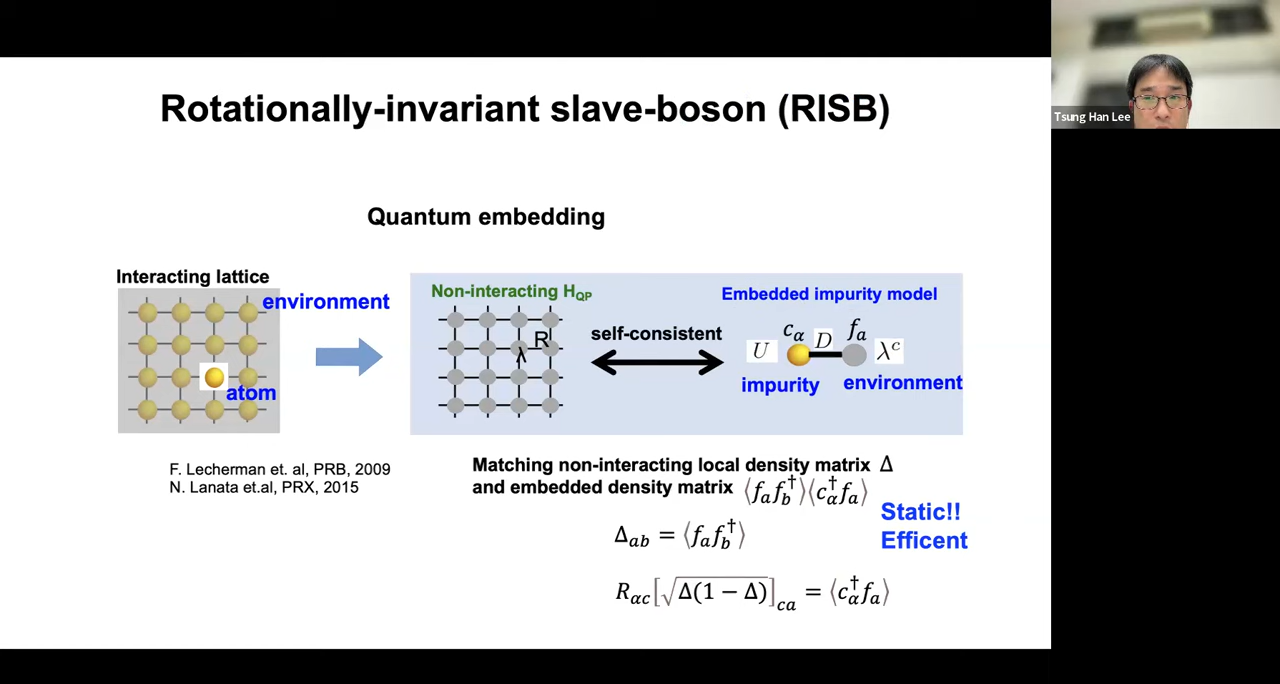 Rotationally-invariant slave-boson (RISB)
Tsung Han Lee
Quantum embedding
Interacting lattice
environment
atom
Non-interacting H_QP
R
λ
self-consistent
Embedded impurity model
U c_α D f_a λ^c
impurity
environment
F. Lecherman et. al, PRB, 2009
N. Lanata et.al, PRX, 2015
Matching non-interacting local density matrix Δ
and embedded density matrix ⟨f_a f_b^†⟩⟨c_α^† f_a⟩
Static!!
Efficent
Δ_ab = ⟨f_a f_b^†⟩
R_αc[√Δ(1 − Δ)]_ca = ⟨c_α^† f_a⟩